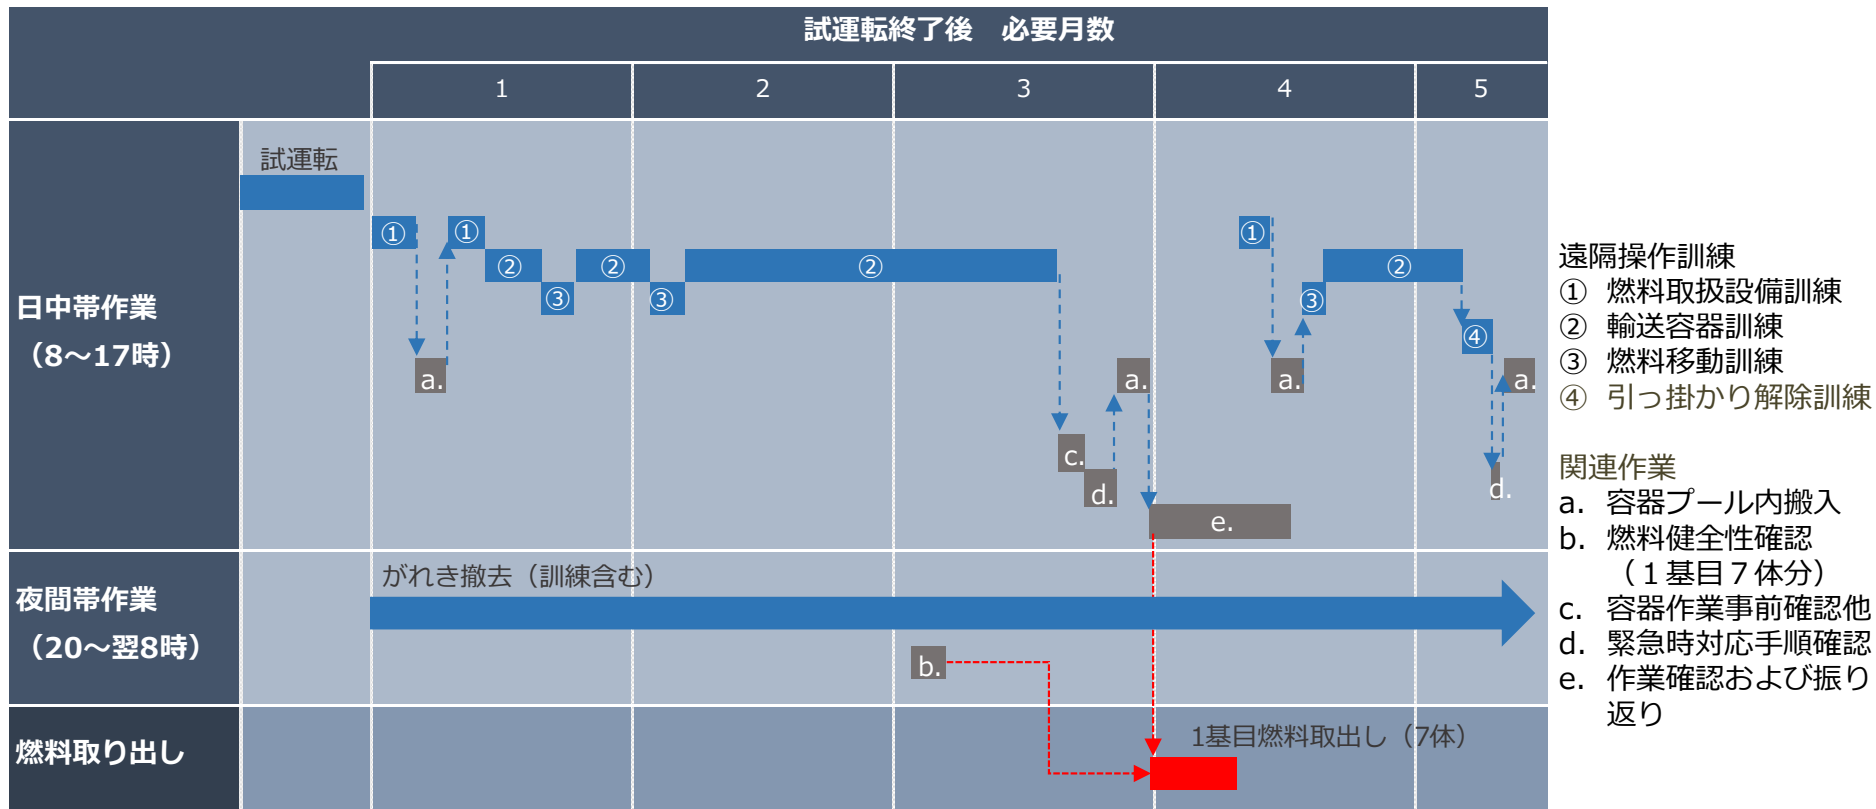 試運転終了後　必要月数
1
2
3
4
5
日中帯作業
（8～17時）
試運転
①
①
①
②
②
②
②
③
③
③
④
a.
a.
a.
a.
c.
d.
d.
e.
夜間帯作業
（20～翌8時）
がれき撤去（訓練含む）
b.
燃料取り出し
1基目燃料取出し（7体）
遠隔操作訓練
① 燃料取扱設備訓練
② 輸送容器訓練
③ 燃料移動訓練
④ 引っ掛かり解除訓練
関連作業
a. 容器プール内搬入
b. 燃料健全性確認
（１基目７体分）
c. 容器作業事前確認他
d. 緊急時対応手順確認
e. 作業確認および振り
返り